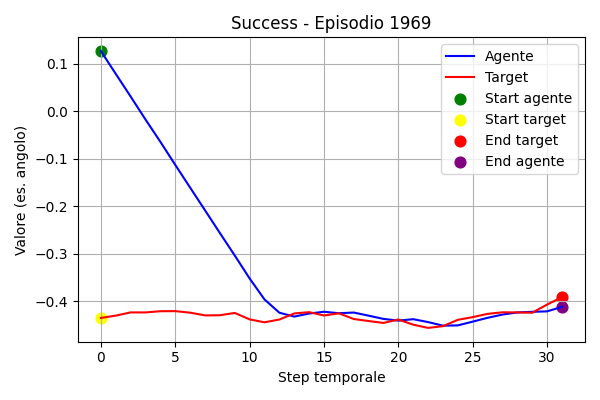 Success - Episodio 1969
Agente
Target
Start agente
Start target
End target
End agente
Valore (es. angolo)
0.1
0.0
−0.1
−0.2
−0.3
−0.4
0 5 10 15 20 25 30
Step temporale